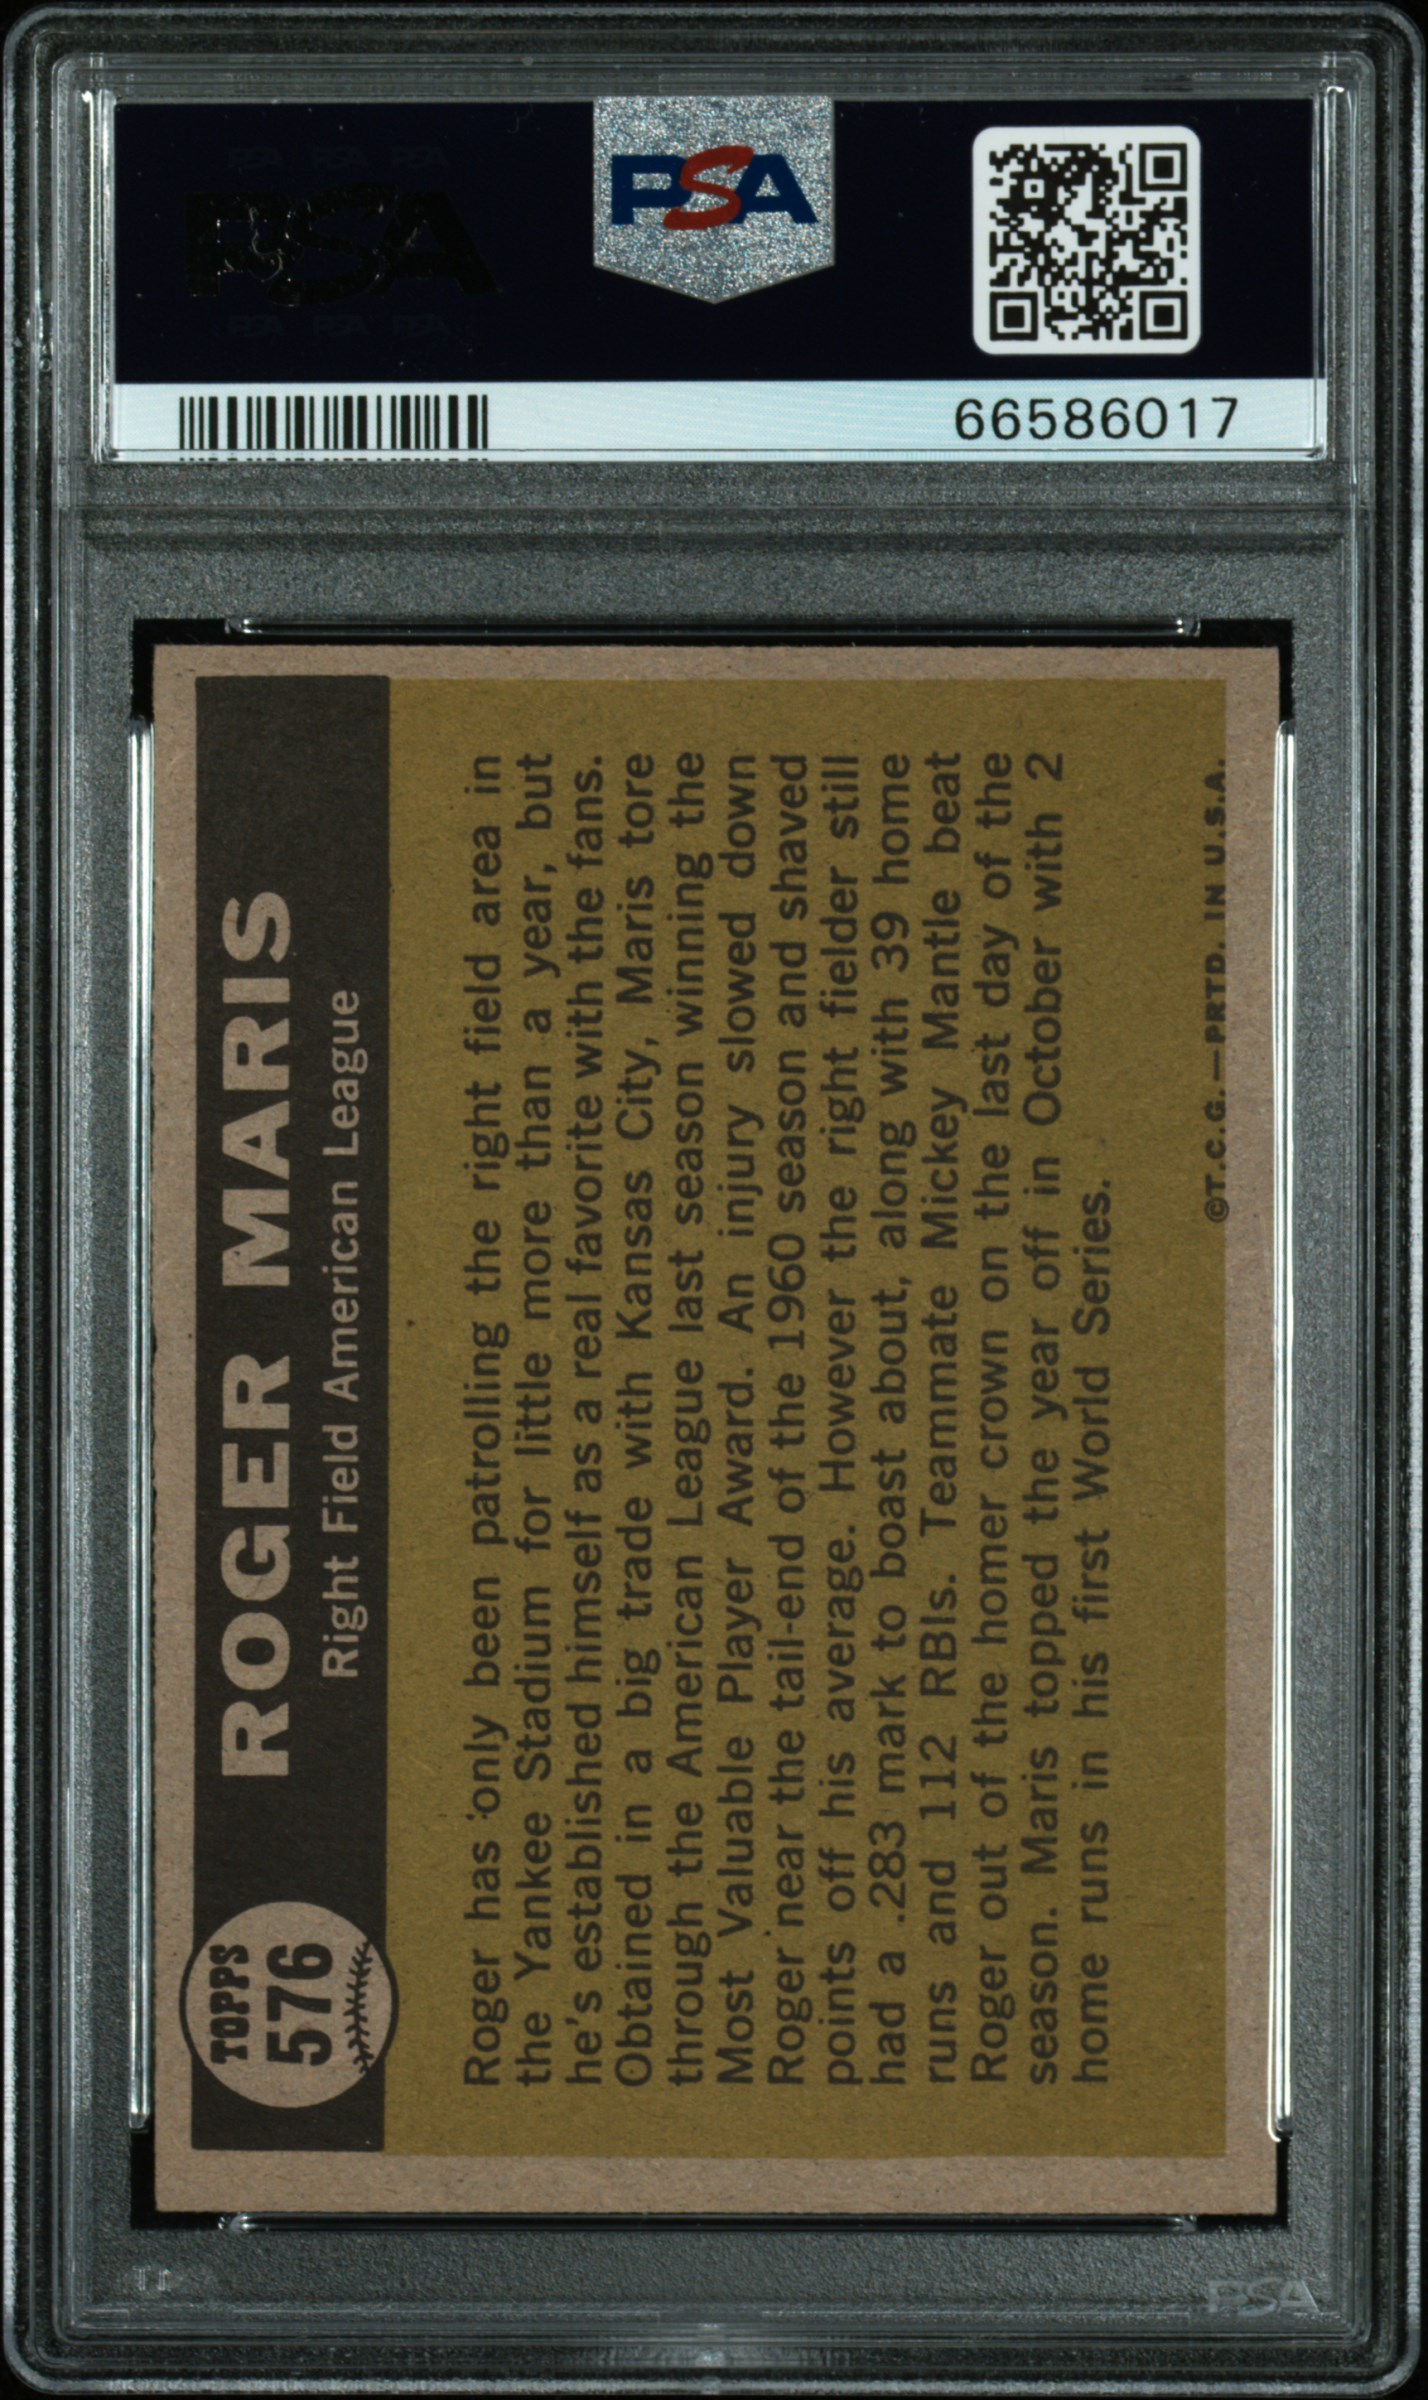 PSA PSA PSA
PSA
PSA PSA PSA
PSA
66586017
TOPPS
576
ROGER MARIS
Right Field American League
Roger has only been patrolling the right field area in
the Yankee Stadium for little more than a year, but
he's established himself as a real favorite with the fans.
Obtained in a big trade with Kansas City, Maris tore
through the American League last season winning the
Most Valuable Player Award. An injury slowed down
Roger near the tail-end of the 1960 season and shaved
points off his average. However the right fielder still
had a .283 mark to boast about, along with 39 home
runs and 112 RBIs. Teammate Mickey Mantle beat
Roger out of the homer crown on the last day of the
season. Maris topped the year off in October with 2
home runs in his first World Series.
©T.C.G.—PRTD. IN U.S.A.
PSA